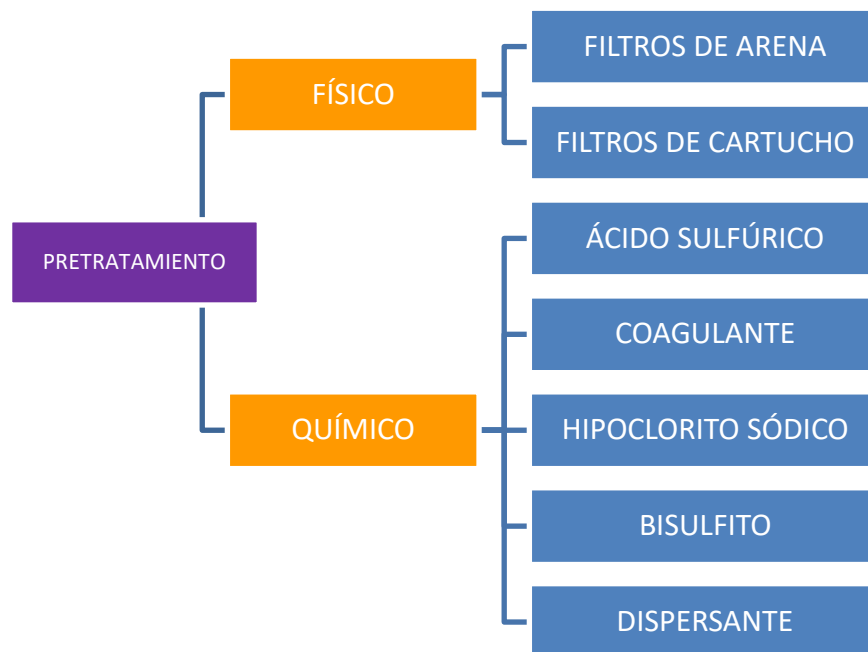 PRETRATAMIENTO
FÍSICO
FILTROS DE ARENA
FILTROS DE CARTUCHO
QUÍMICO
ÁCIDO SULFÚRICO
COAGULANTE
HIPOCLORITO SÓDICO
BISULFITO
DISPERSANTE